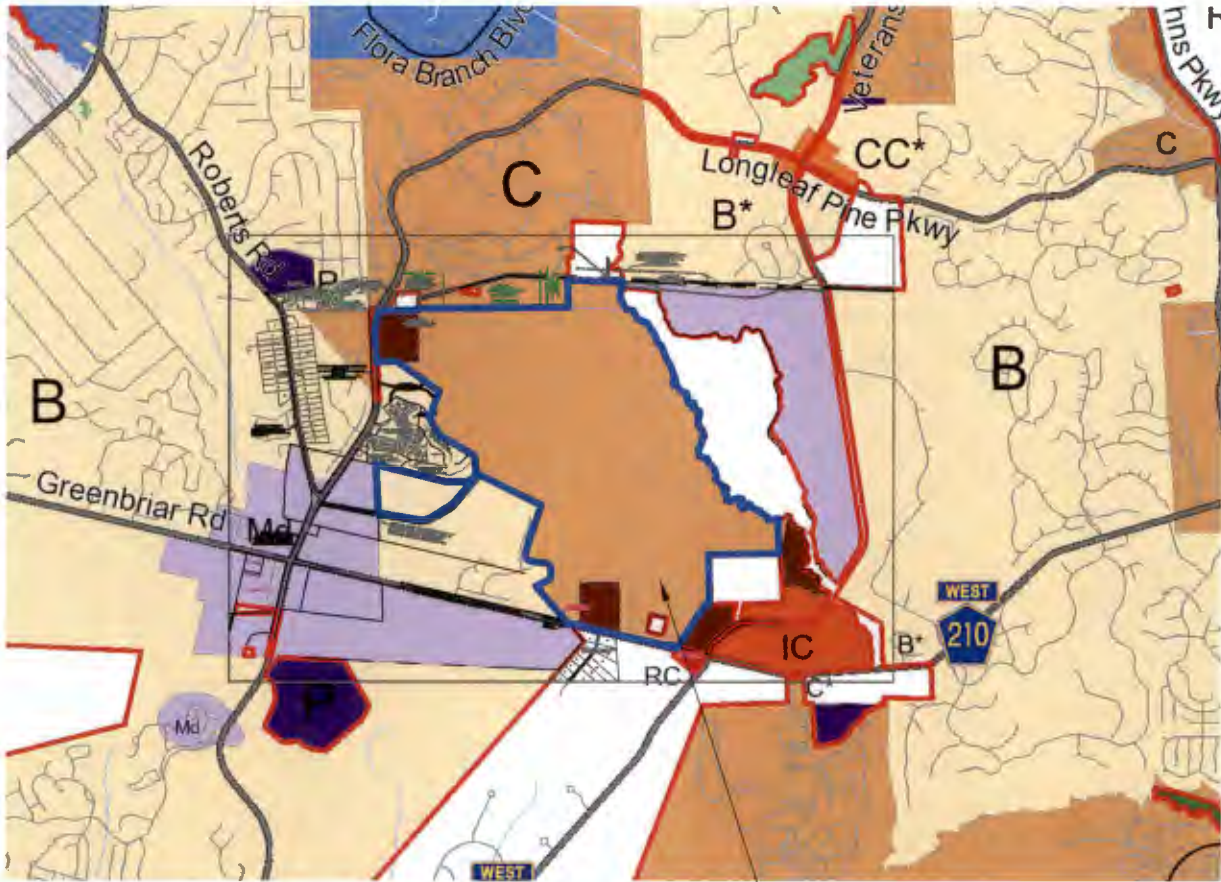 H
Flora Branch Blvd
Veterans
hns Pkwy
Roberts Rd
C
CC*
C
Longleaf Pine Pkwy
B*
B
B
Greenbriar Rd
Md
WEST
210
IC
B*
RC
P
Md
WEST